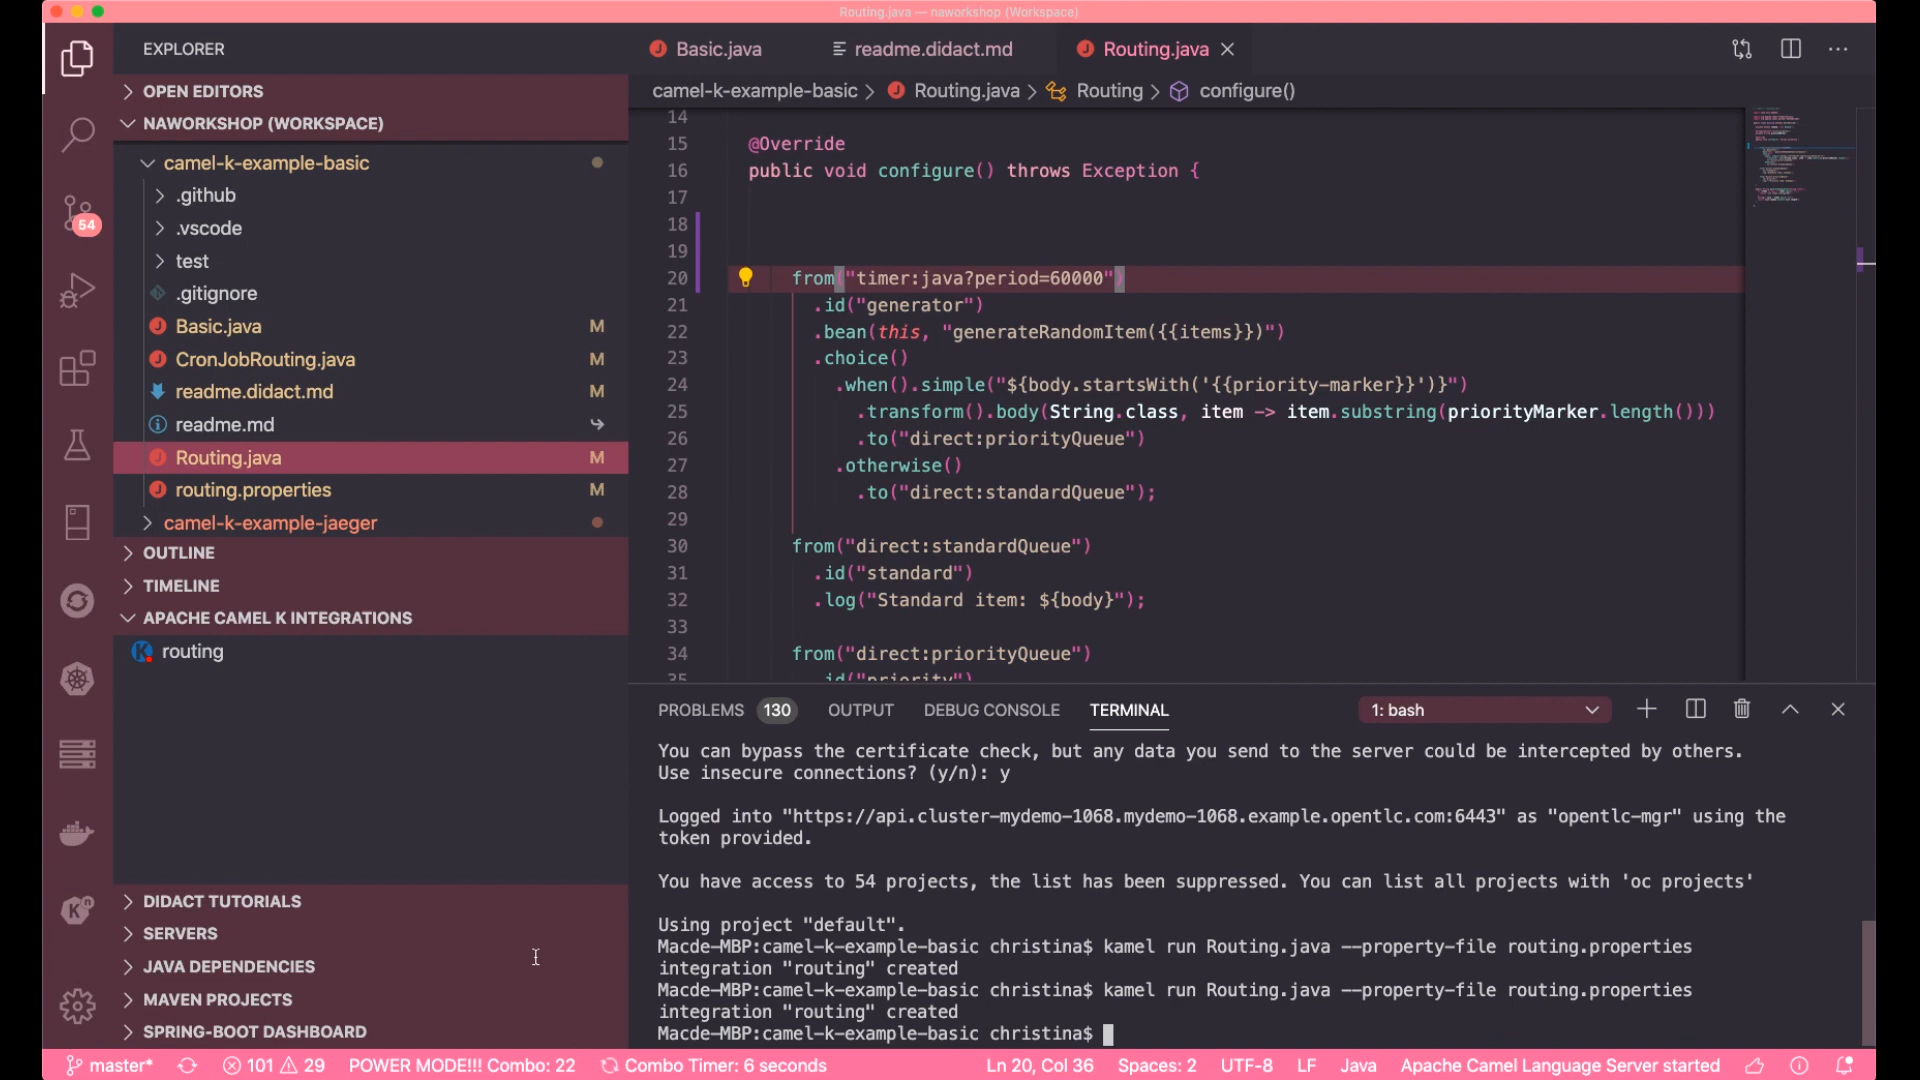 Routing.java — naworkshop (Workspace)
EXPLORER
OPEN EDITORS
NAWORKSHOP (WORKSPACE)
camel-k-example-basic
.github
.vscode
test
.gitignore
Basic.java M
CronJobRouting.java M
readme.didact.md M
readme.md
Routing.java M
routing.properties M
camel-k-example-jaeger
OUTLINE
TIMELINE
APACHE CAMEL K INTEGRATIONS
routing
DIDACT TUTORIALS
SERVERS
JAVA DEPENDENCIES
MAVEN PROJECTS
SPRING-BOOT DASHBOARD
54
Basic.java readme.didact.md Routing.java
camel-k-example-basic > Routing.java > Routing > configure()
14
15 @Override
16 public void configure() throws Exception {
17
18
19
20 from("timer:java?period=60000")
21 .id("generator")
22 .bean(this, "generateRandomItem({{items}})")
23 .choice()
24 .when().simple("${body.startsWith('{{priority-marker}}')}")
25 .transform().body(String.class, item -> item.substring(priorityMarker.length()))
26 .to("direct:priorityQueue")
27 .otherwise()
28 .to("direct:standardQueue");
29
30 from("direct:standardQueue")
31 .id("standard")
32 .log("Standard item: ${body}");
33
34 from("direct:priorityQueue")
35 .id("priority")
PROBLEMS 130 OUTPUT DEBUG CONSOLE TERMINAL 1: bash
You can bypass the certificate check, but any data you send to the server could be intercepted by others.
Use insecure connections? (y/n): y
Logged into "https://api.cluster-mydemo-1068.mydemo-1068.example.opentlc.com:6443" as "opentlc-mgr" using the
token provided.
You have access to 54 projects, the list has been suppressed. You can list all projects with 'oc projects'
Using project "default".
Macde-MBP:camel-k-example-basic christina$ kamel run Routing.java --property-file routing.properties
integration "routing" created
Macde-MBP:camel-k-example-basic christina$ kamel run Routing.java --property-file routing.properties
integration "routing" created
Macde-MBP:camel-k-example-basic christina$
master* 101 29 POWER MODE!!! Combo: 22 Combo Timer: 6 seconds Ln 20, Col 36 Spaces: 2 UTF-8 LF Java Apache Camel Language Server started